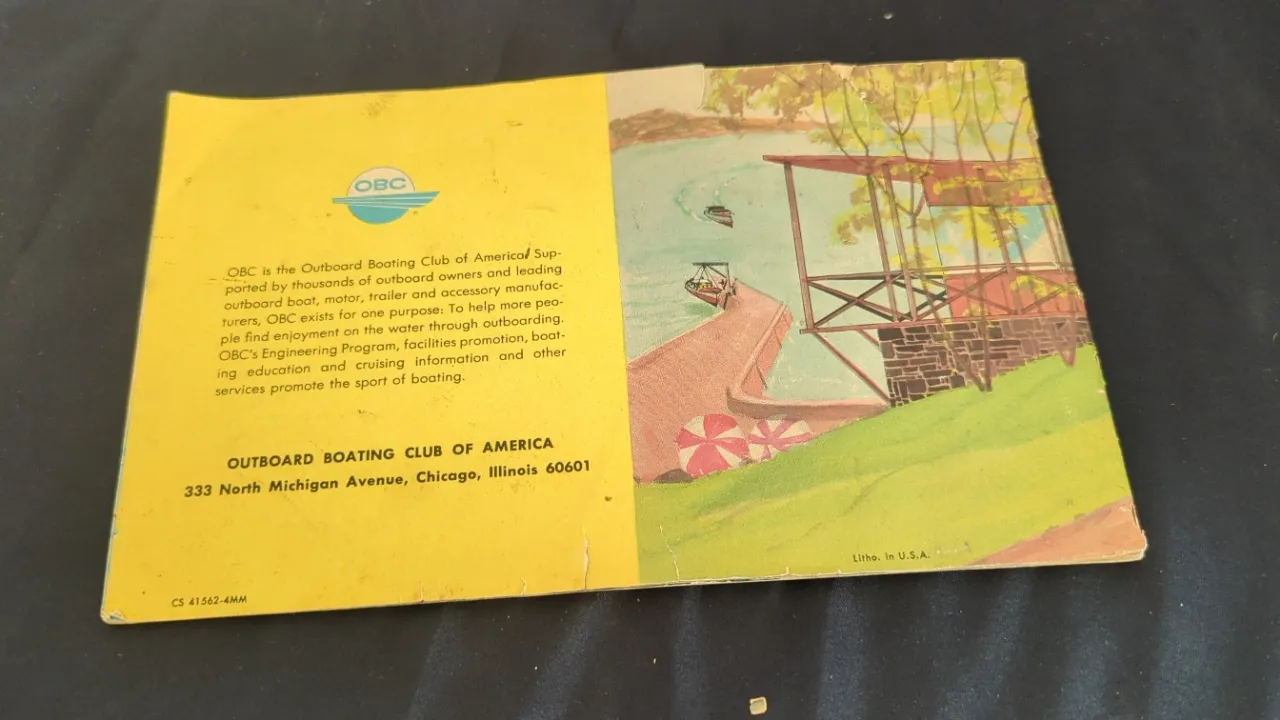 OBC
OBC is the Outboard Boating Club of America. Sup-
ported by thousands of outboard owners and leading
outboard boat, motor, trailer and accessory manufac-
turers, OBC exists for one purpose: To help more peo-
ple find enjoyment on the water through outboarding.
OBC's Engineering Program, facilities promotion, boat-
ing education and cruising information and other
services promote the sport of boating.
OUTBOARD BOATING CLUB OF AMERICA
333 North Michigan Avenue, Chicago, Illinois 60601
CS 41562-4MM
Litho. in U.S.A.